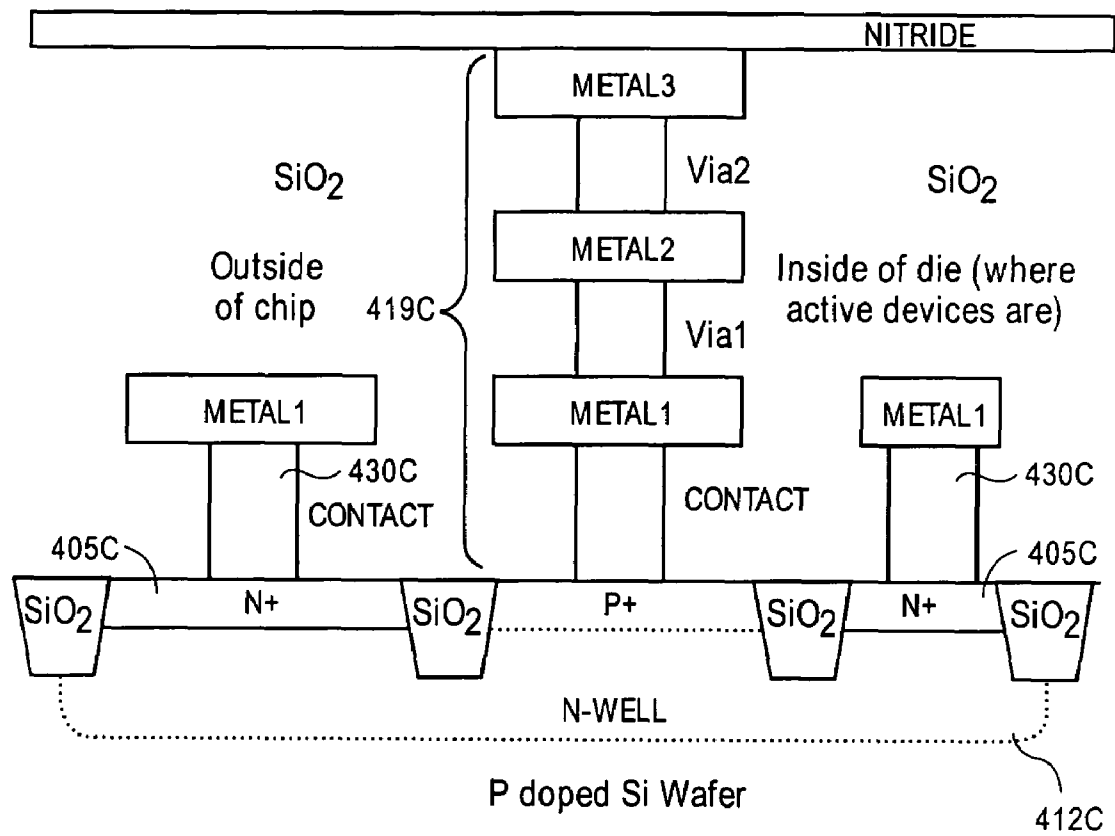 NITRIDE
METAL3
SiO2
Via2
SiO2
Outside
of chip
419C
METAL2
Inside of die (where
active devices are)
Via1
METAL1
METAL1
METAL1
430C
CONTACT
CONTACT
430C
405C
405C
SiO2
N+
SiO2
P+
SiO2
N+
SiO2
N-WELL
P doped Si Wafer
412C